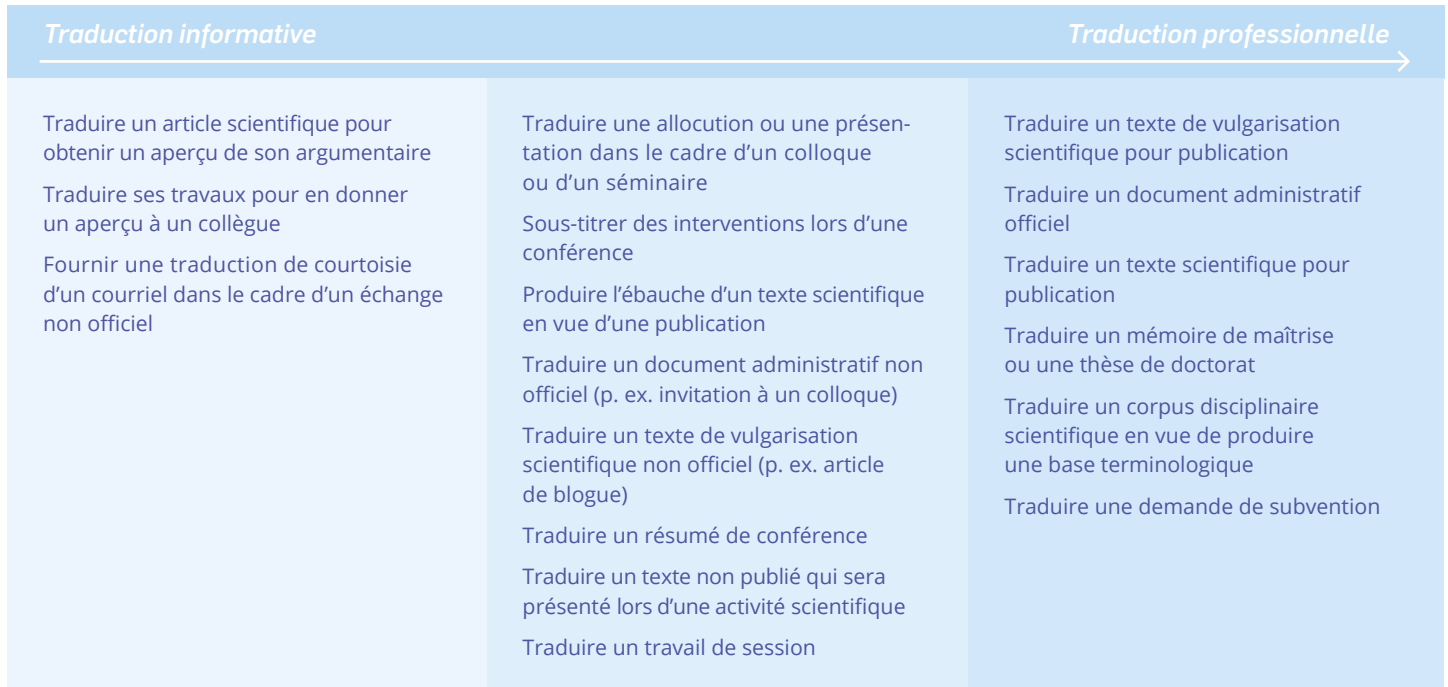 Traduction informative
Traduction professionnelle
Traduire un article scientifique pour
obtenir un aperçu de son argumentaire
Traduire ses travaux pour en donner
un aperçu à un collègue
Fournir une traduction de courtoisie
d’un courriel dans le cadre d’un échange
non officiel
Traduire une allocution ou une présen-
tation dans le cadre d’un colloque
ou d’un séminaire
Sous-titrer des interventions lors d’une
conférence
Produire l’ébauche d’un texte scientifique
en vue d’une publication
Traduire un document administratif non
officiel (p. ex. invitation à un colloque)
Traduire un texte de vulgarisation
scientifique non officiel (p. ex. article
de blogue)
Traduire un résumé de conférence
Traduire un texte non publié qui sera
présenté lors d’une activité scientifique
Traduire un travail de session
Traduire un texte de vulgarisation
scientifique pour publication
Traduire un document administratif
officiel
Traduire un texte scientifique pour
publication
Traduire un mémoire de maîtrise
ou une thèse de doctorat
Traduire un corpus disciplinaire
scientifique en vue de produire
une base terminologique
Traduire une demande de subvention